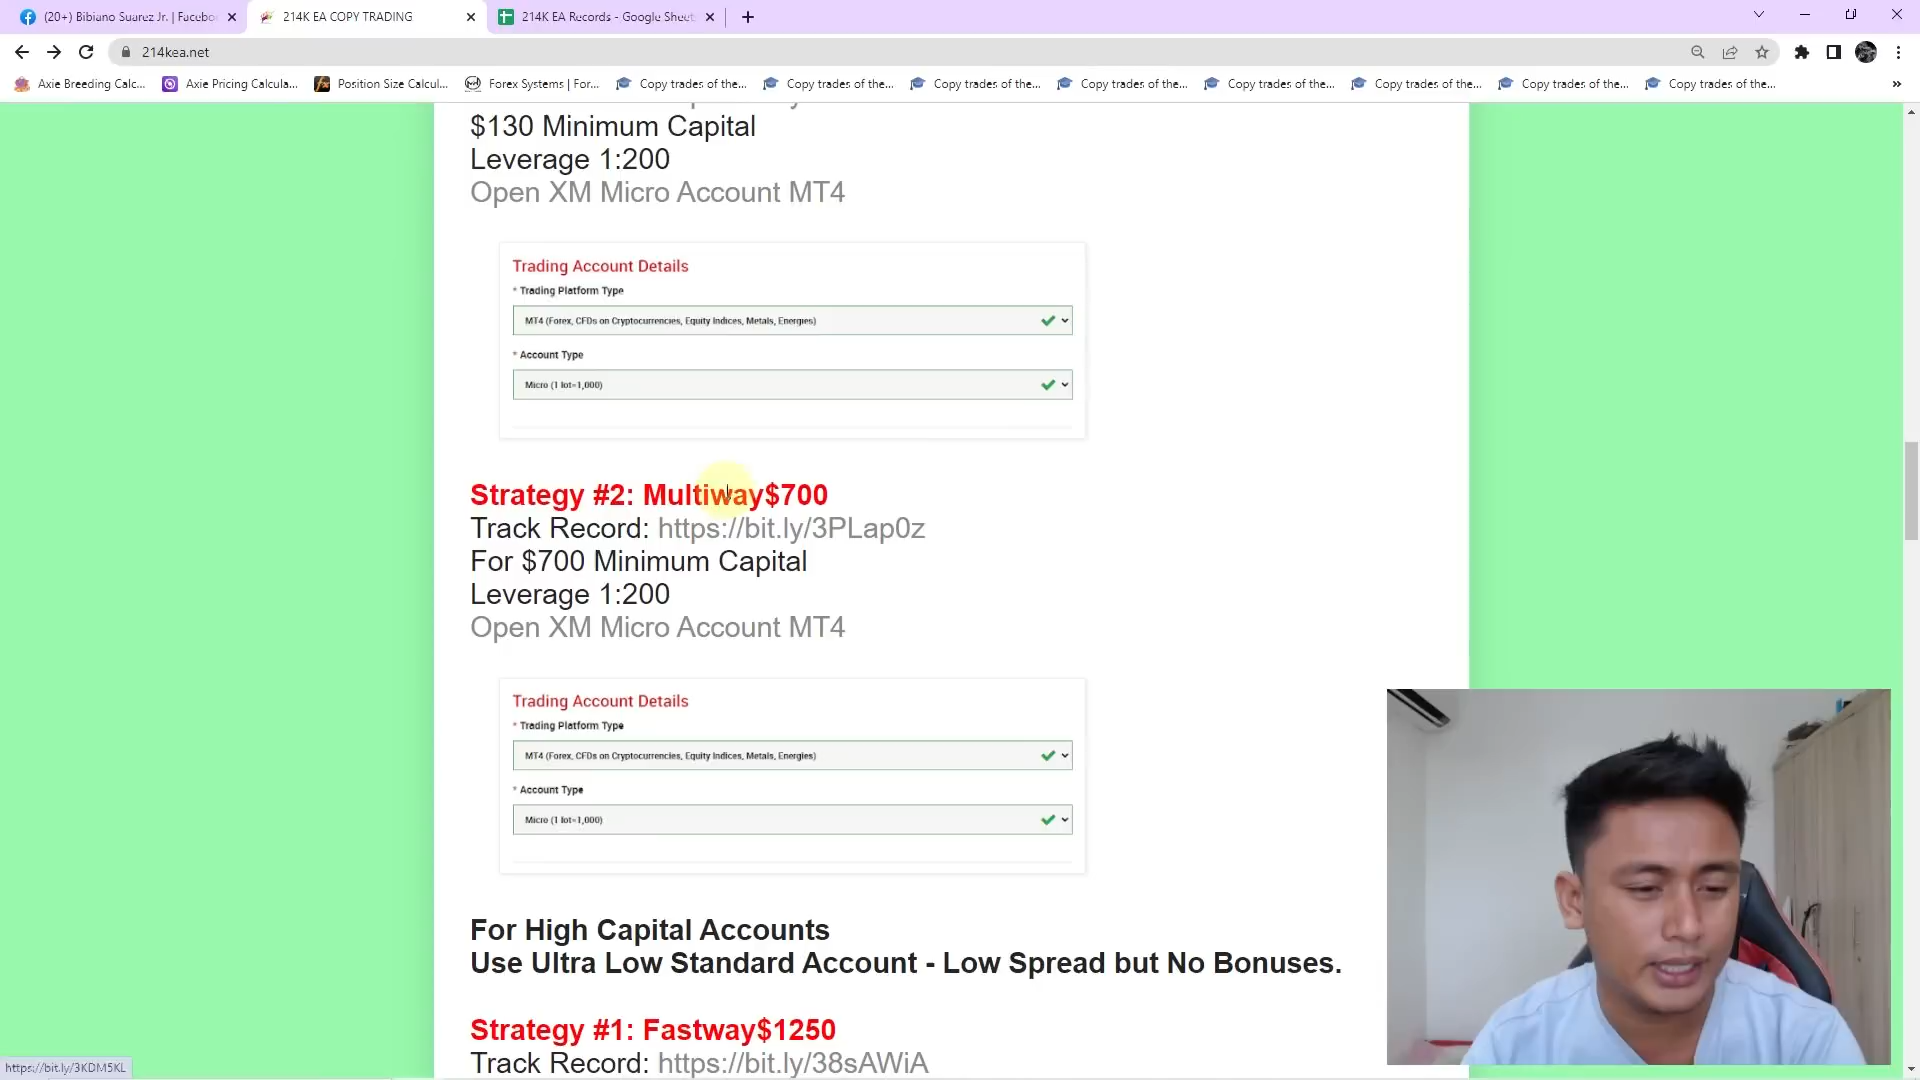 (20+) Bibiano Suarez Jr. | Facebo
214K EA COPY TRADING
214K EA Records - Google Sheet
214kea.net
Axie Breeding Calc...
Axie Pricing Calcula...
Position Size Calcul...
Forex Systems | For...
Copy trades of the...
Copy trades of the...
Copy trades of the...
Copy trades of the...
Copy trades of the...
Copy trades of the...
Copy trades of the...
Copy trades of the...
»
$130 Minimum Capital
Leverage 1:200
Open XM Micro Account MT4
Trading Account Details
* Trading Platform Type
MT4 (Forex, CFDs on Cryptocurrencies, Equity Indices, Metals, Energies)
* Account Type
Micro (1 lot=1,000)
Strategy #2: Multiway$700
Track Record: https://bit.ly/3PLap0z
For $700 Minimum Capital
Leverage 1:200
Open XM Micro Account MT4
Trading Account Details
* Trading Platform Type
MT4 (Forex, CFDs on Cryptocurrencies, Equity Indices, Metals, Energies)
* Account Type
Micro (1 lot=1,000)
For High Capital Accounts
Use Ultra Low Standard Account - Low Spread but No Bonuses.
Strategy #1: Fastway$1250
Track Record: https://bit.ly/38sAWiA
https://bit.ly/3KDM5KL